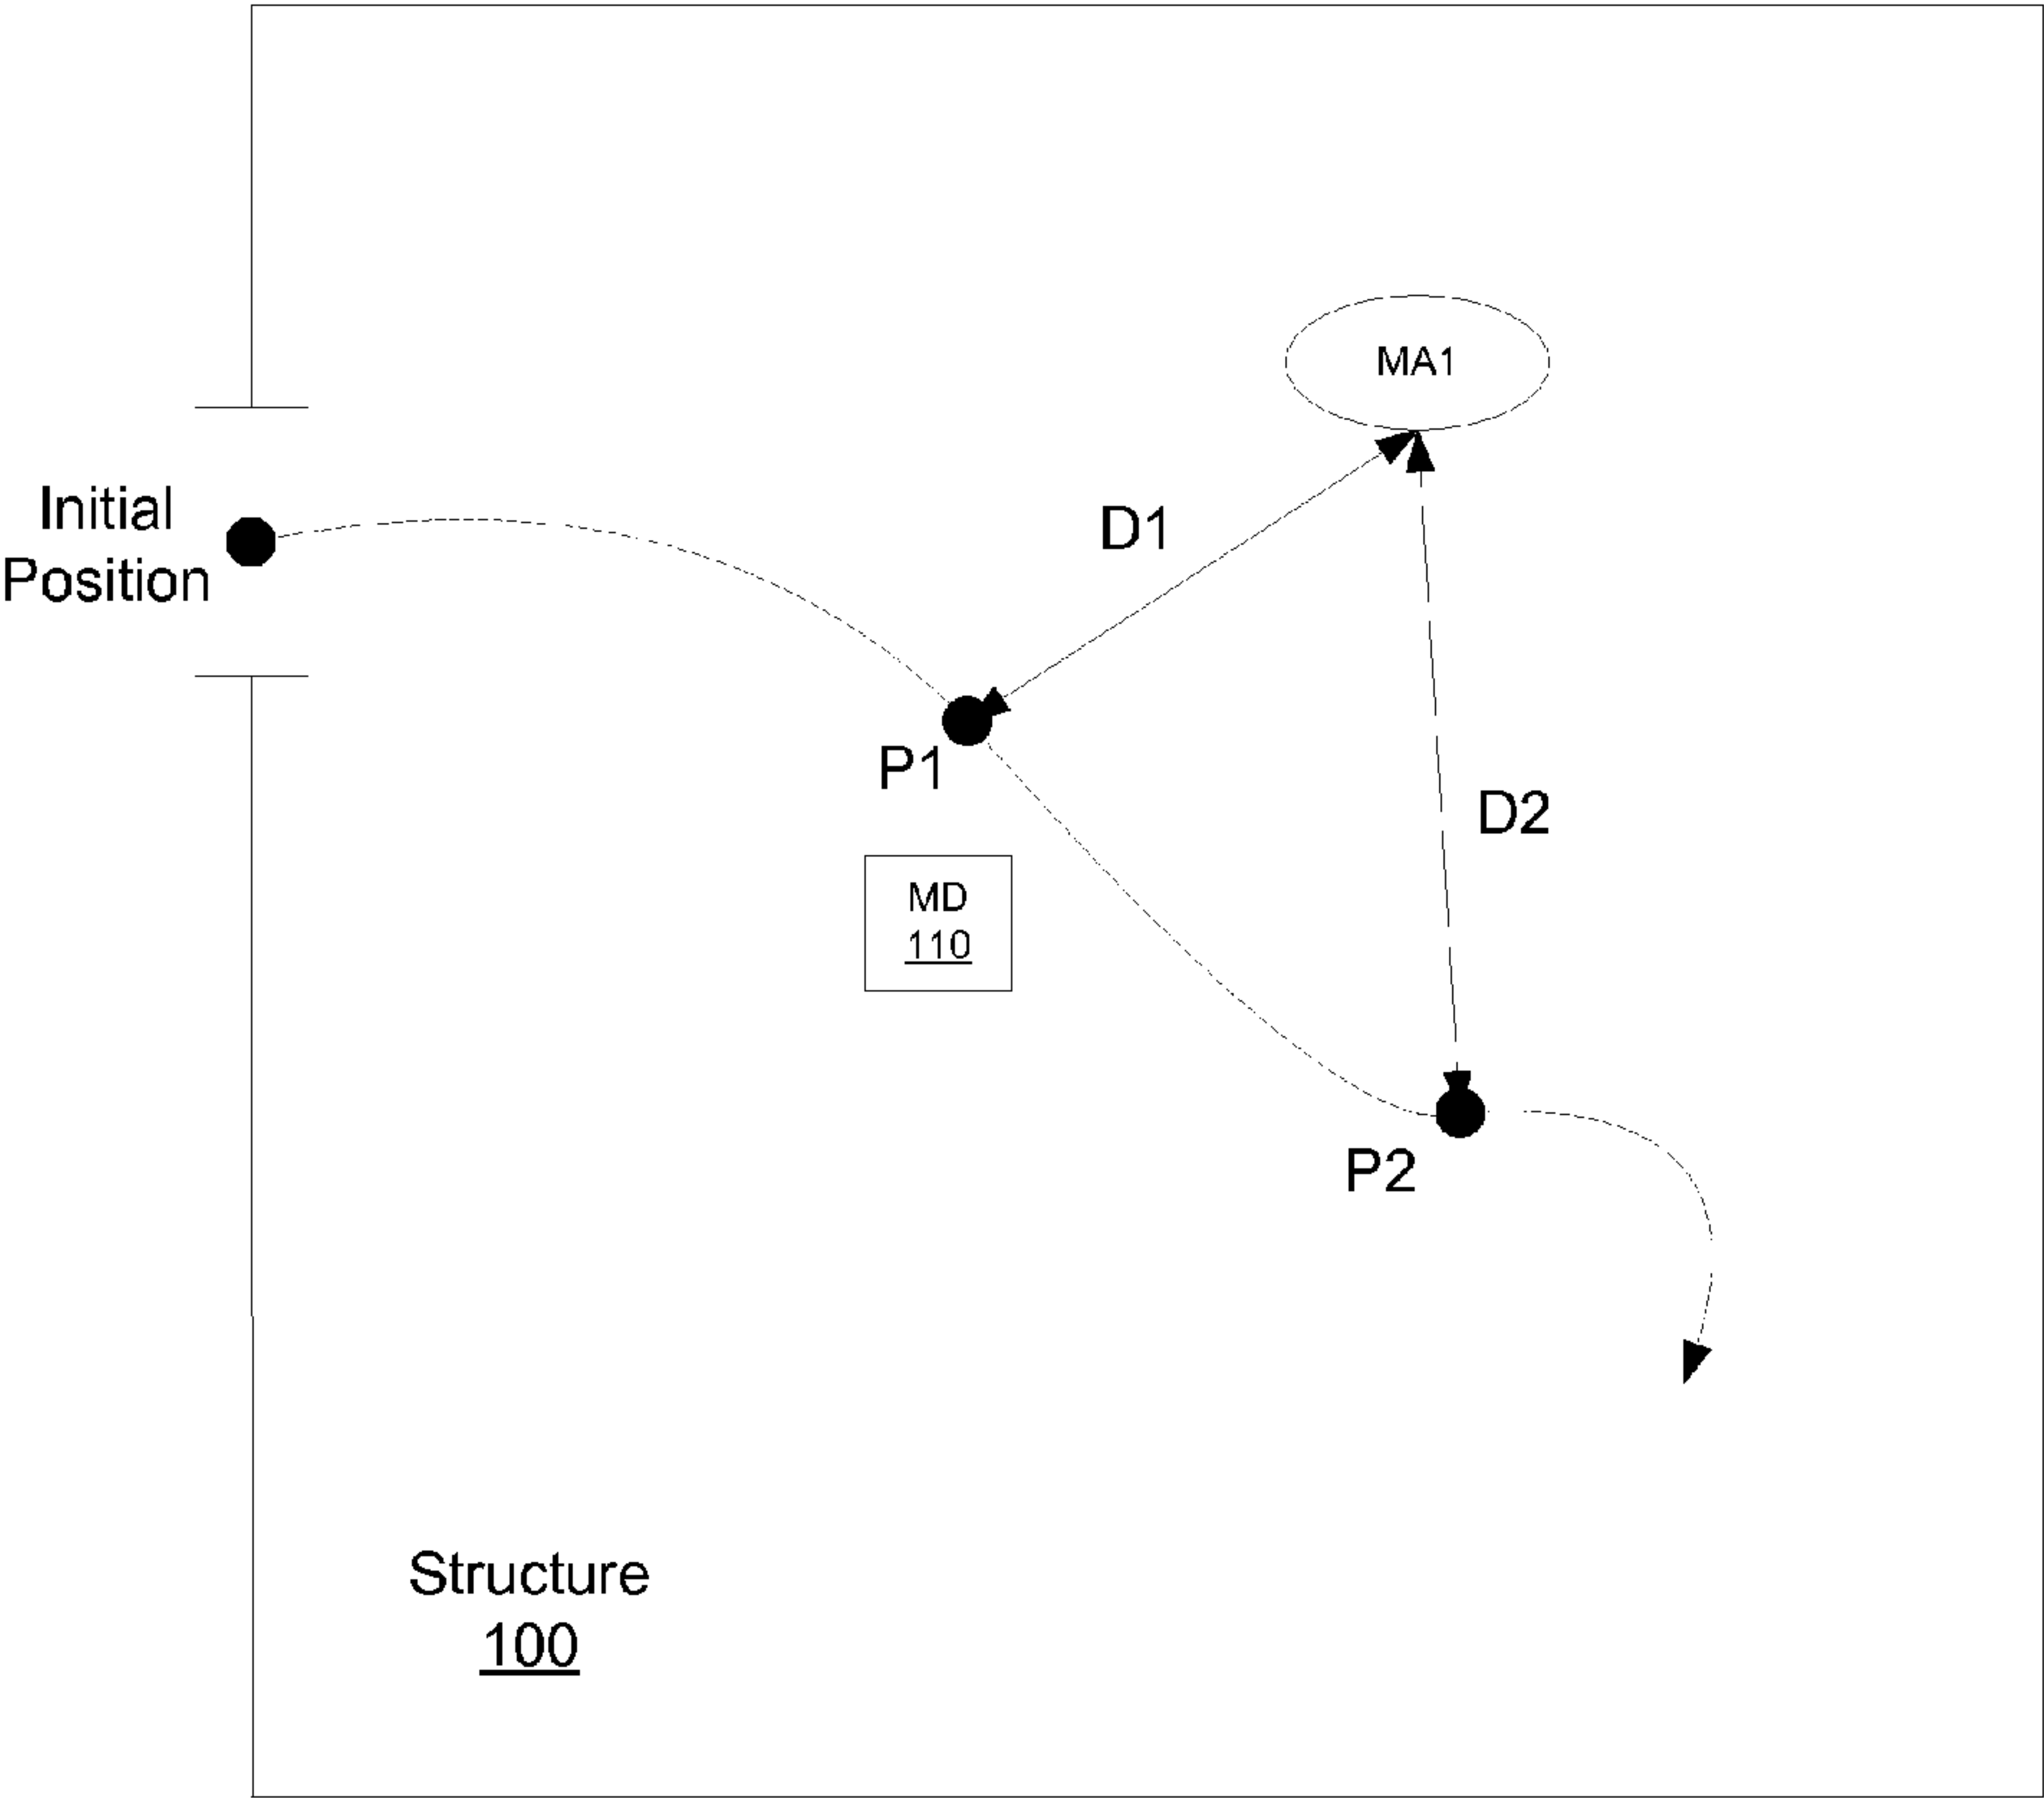 MA1
Initial
Position
D1
P1
D2
MD
110
P2
Structure
100